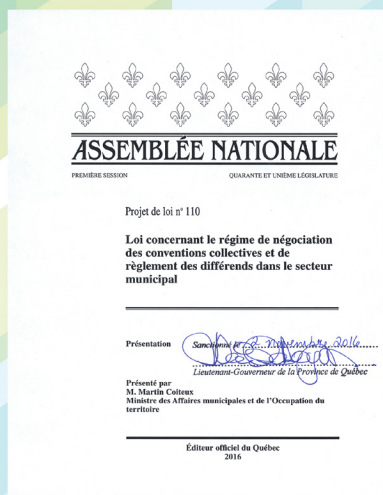 ASSEMBLÉE NATIONALE
PREMIÈRE SESSION QUARANTE ET UNIÈME LÉGISLATURE
Projet de loi nº 110
Loi concernant le régime de négociation
des conventions collectives et de
règlement des différends dans le secteur
municipal
Présentation Sanctionné le 2 novembre 2016
Lieutenant-Gouverneur de la Province de Québec
Présenté par
M. Martin Coiteux
Ministre des Affaires municipales et de l'Occupation du
territoire
Éditeur officiel du Québec
2016